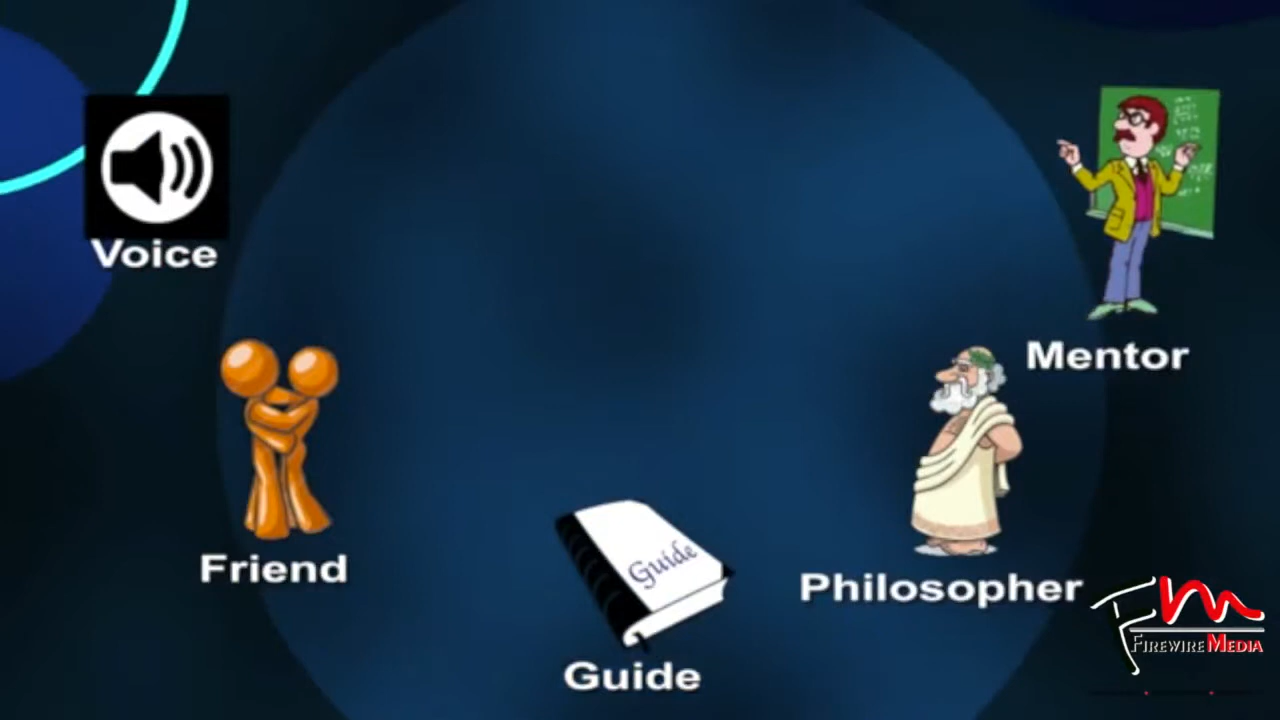 Voice
Mentor
Friend
Guide
Philosopher
Guide
FIREWIRE MEDIA